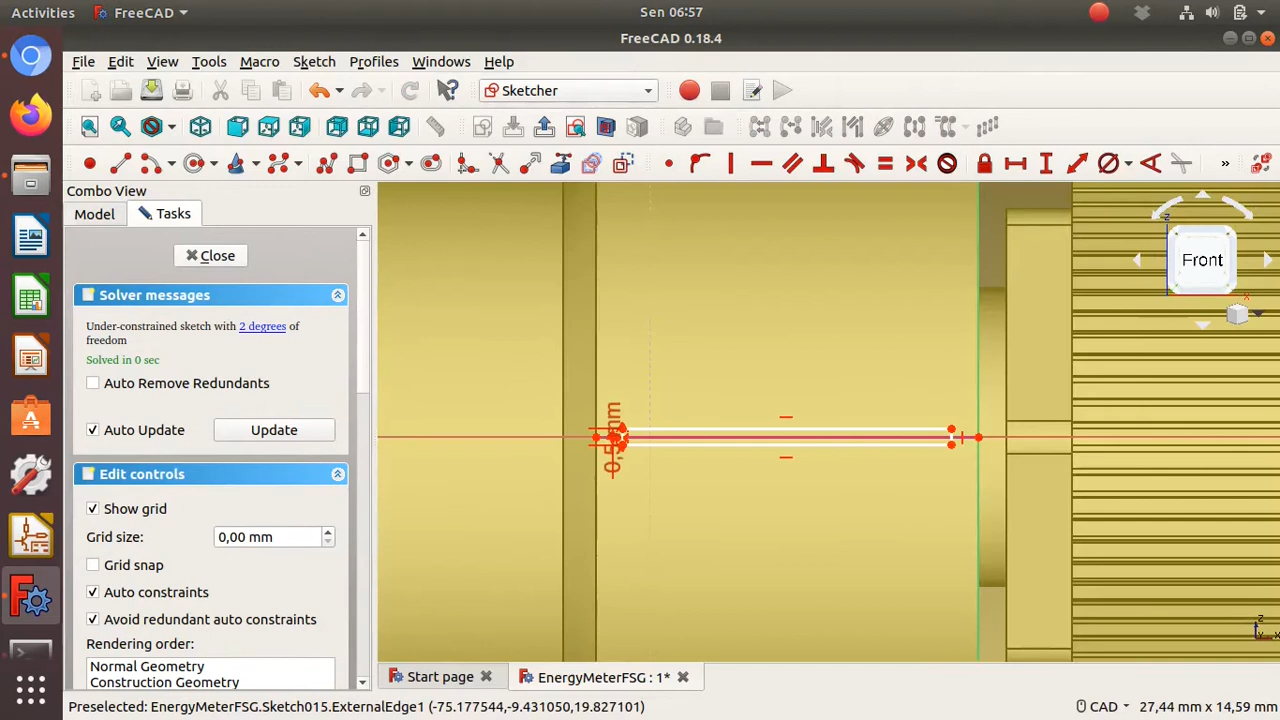 Activities
FreeCAD
Sen 06:57
FreeCAD 0.18.4
File Edit View Tools Macro Sketch Profiles Windows Help
Sketcher
»
Combo View
Model
Tasks
Close
Solver messages
Under-constrained sketch with 2 degrees of
freedom
Solved in 0 sec
Auto Remove Redundants
Auto Update
Update
Edit controls
Show grid
Grid size:
0,00 mm
Grid snap
Auto constraints
Avoid redundant auto constraints
Rendering order:
Normal Geometry
Construction Geometry
Front
z
x
z
x
Start page
EnergyMeterFSG : 1*
Preselected: EnergyMeterFSG.Sketch015.ExternalEdge1 (-75.177544,-9.431050,19.827101)
CAD
27,44 mm x 14,59 mm